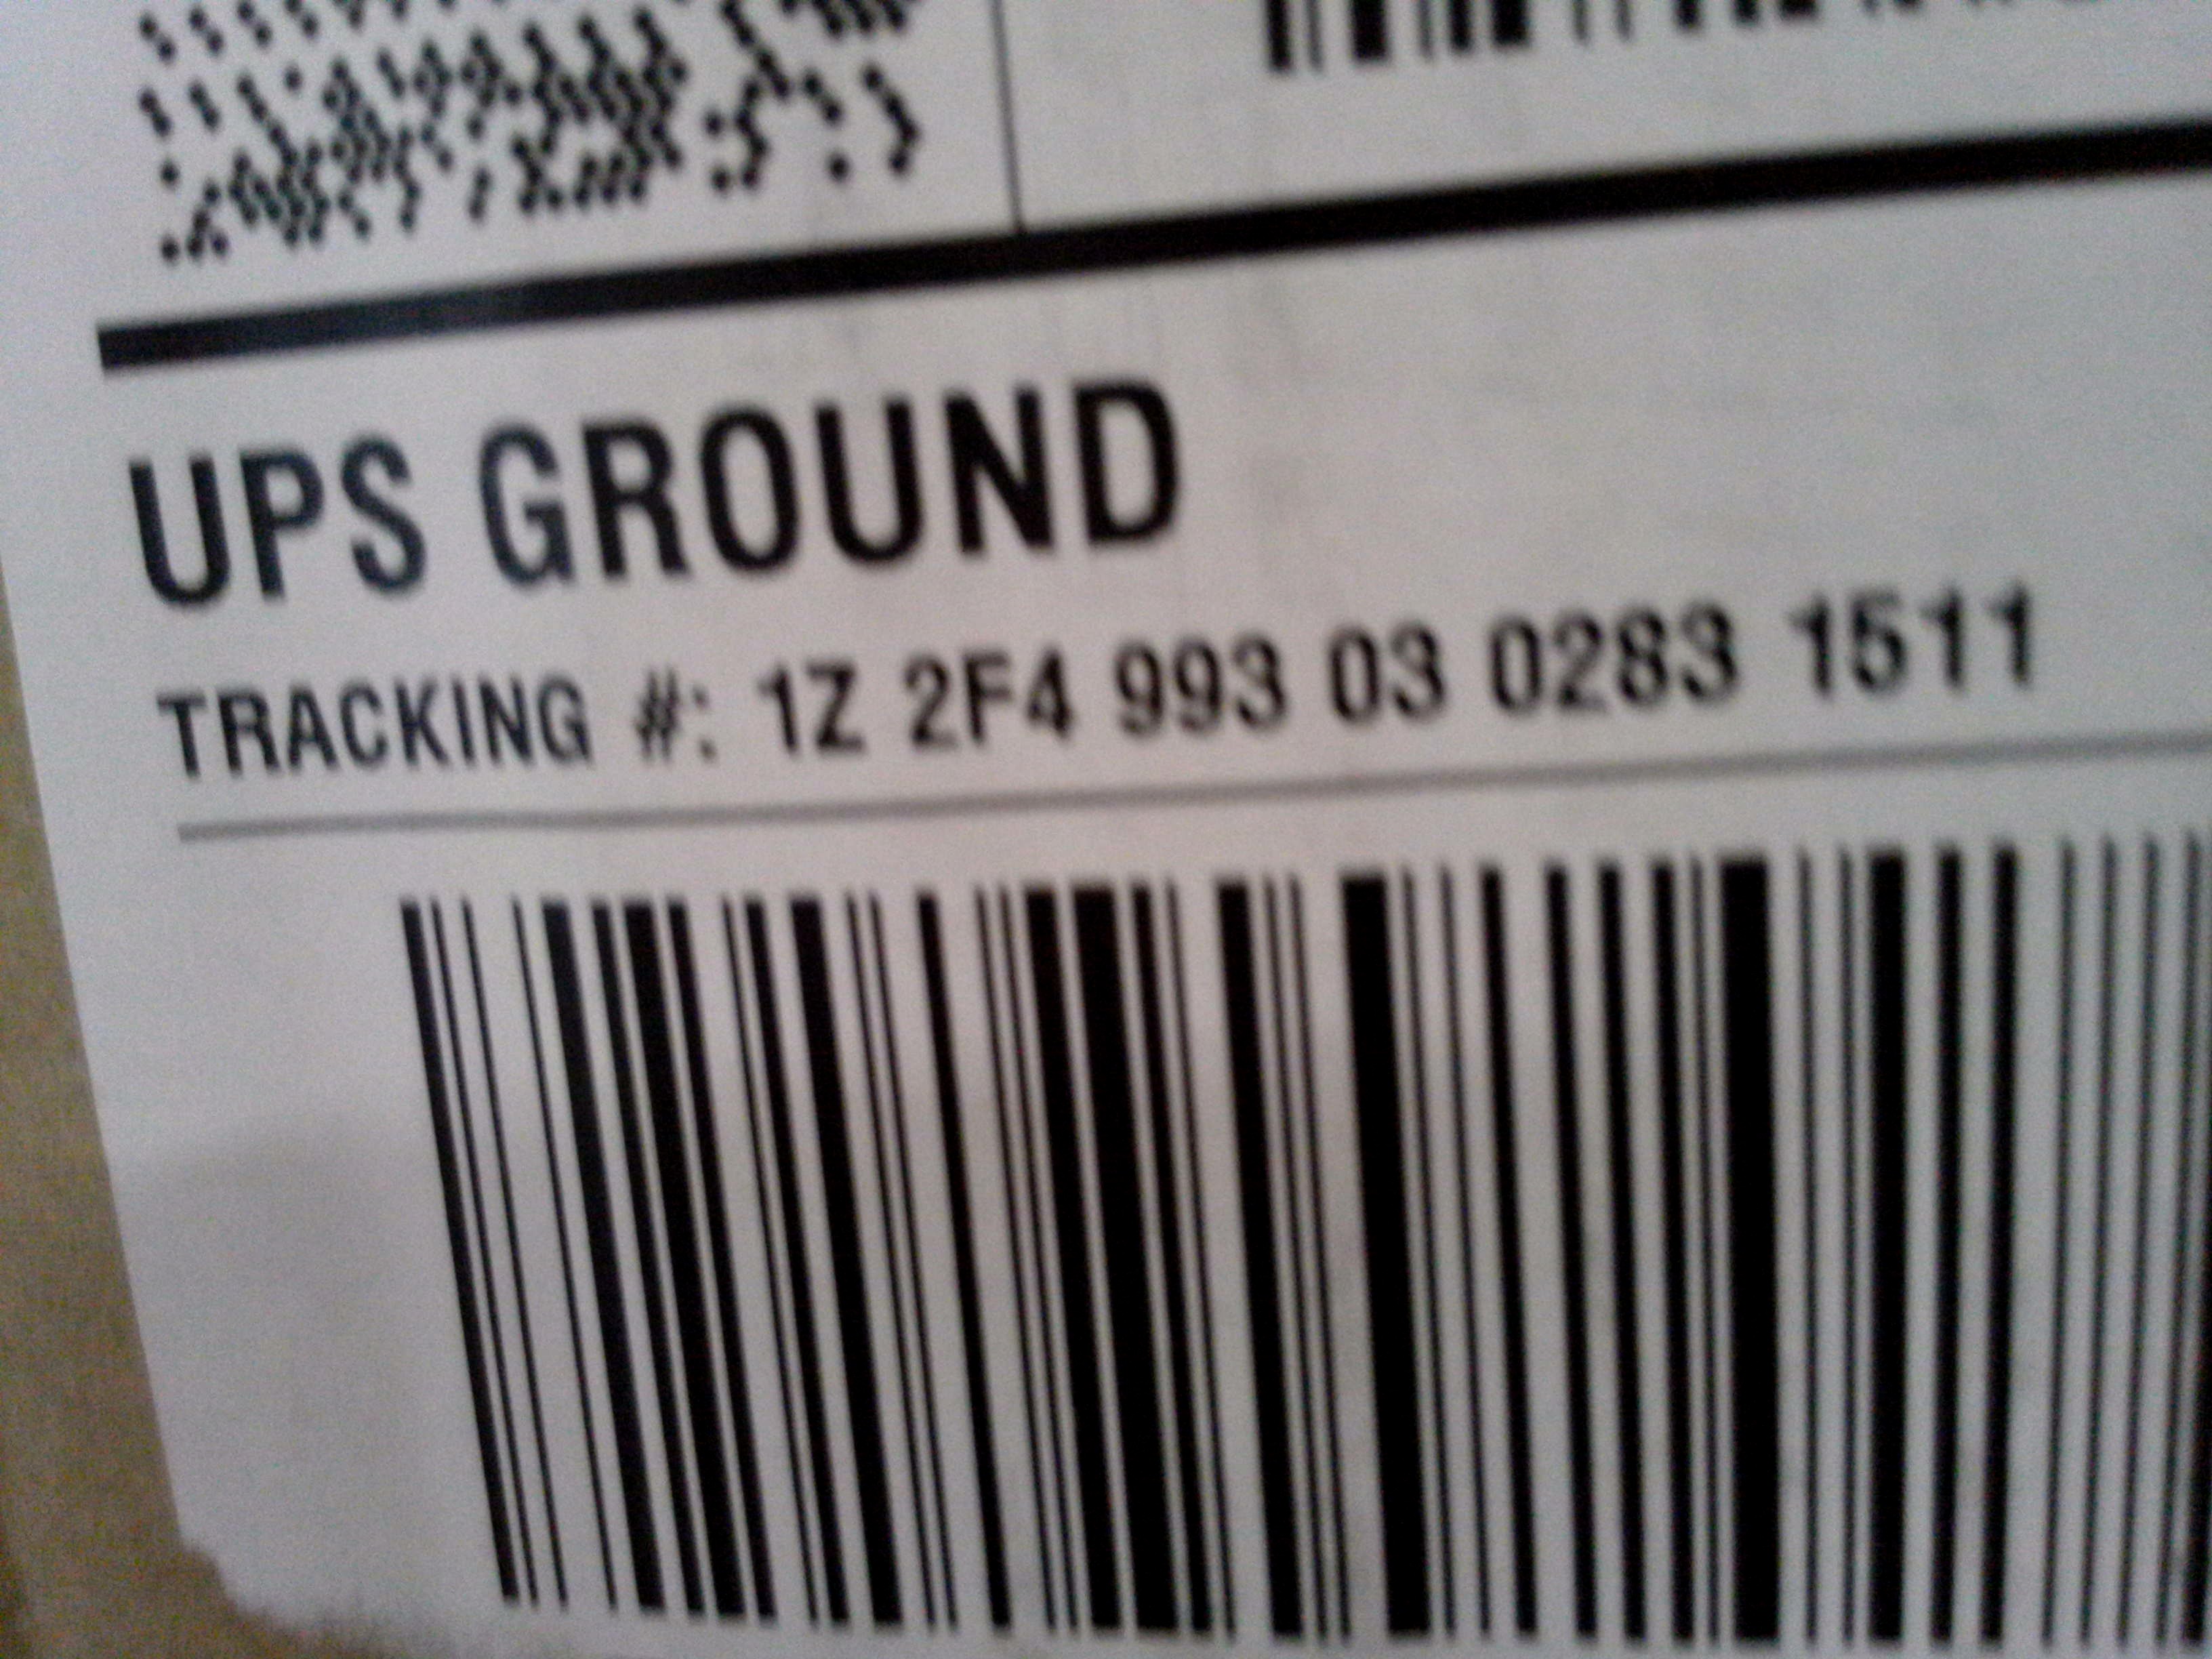 UPS GROUND
TRACKING #: 1Z 2F4 993 03 0283 1511